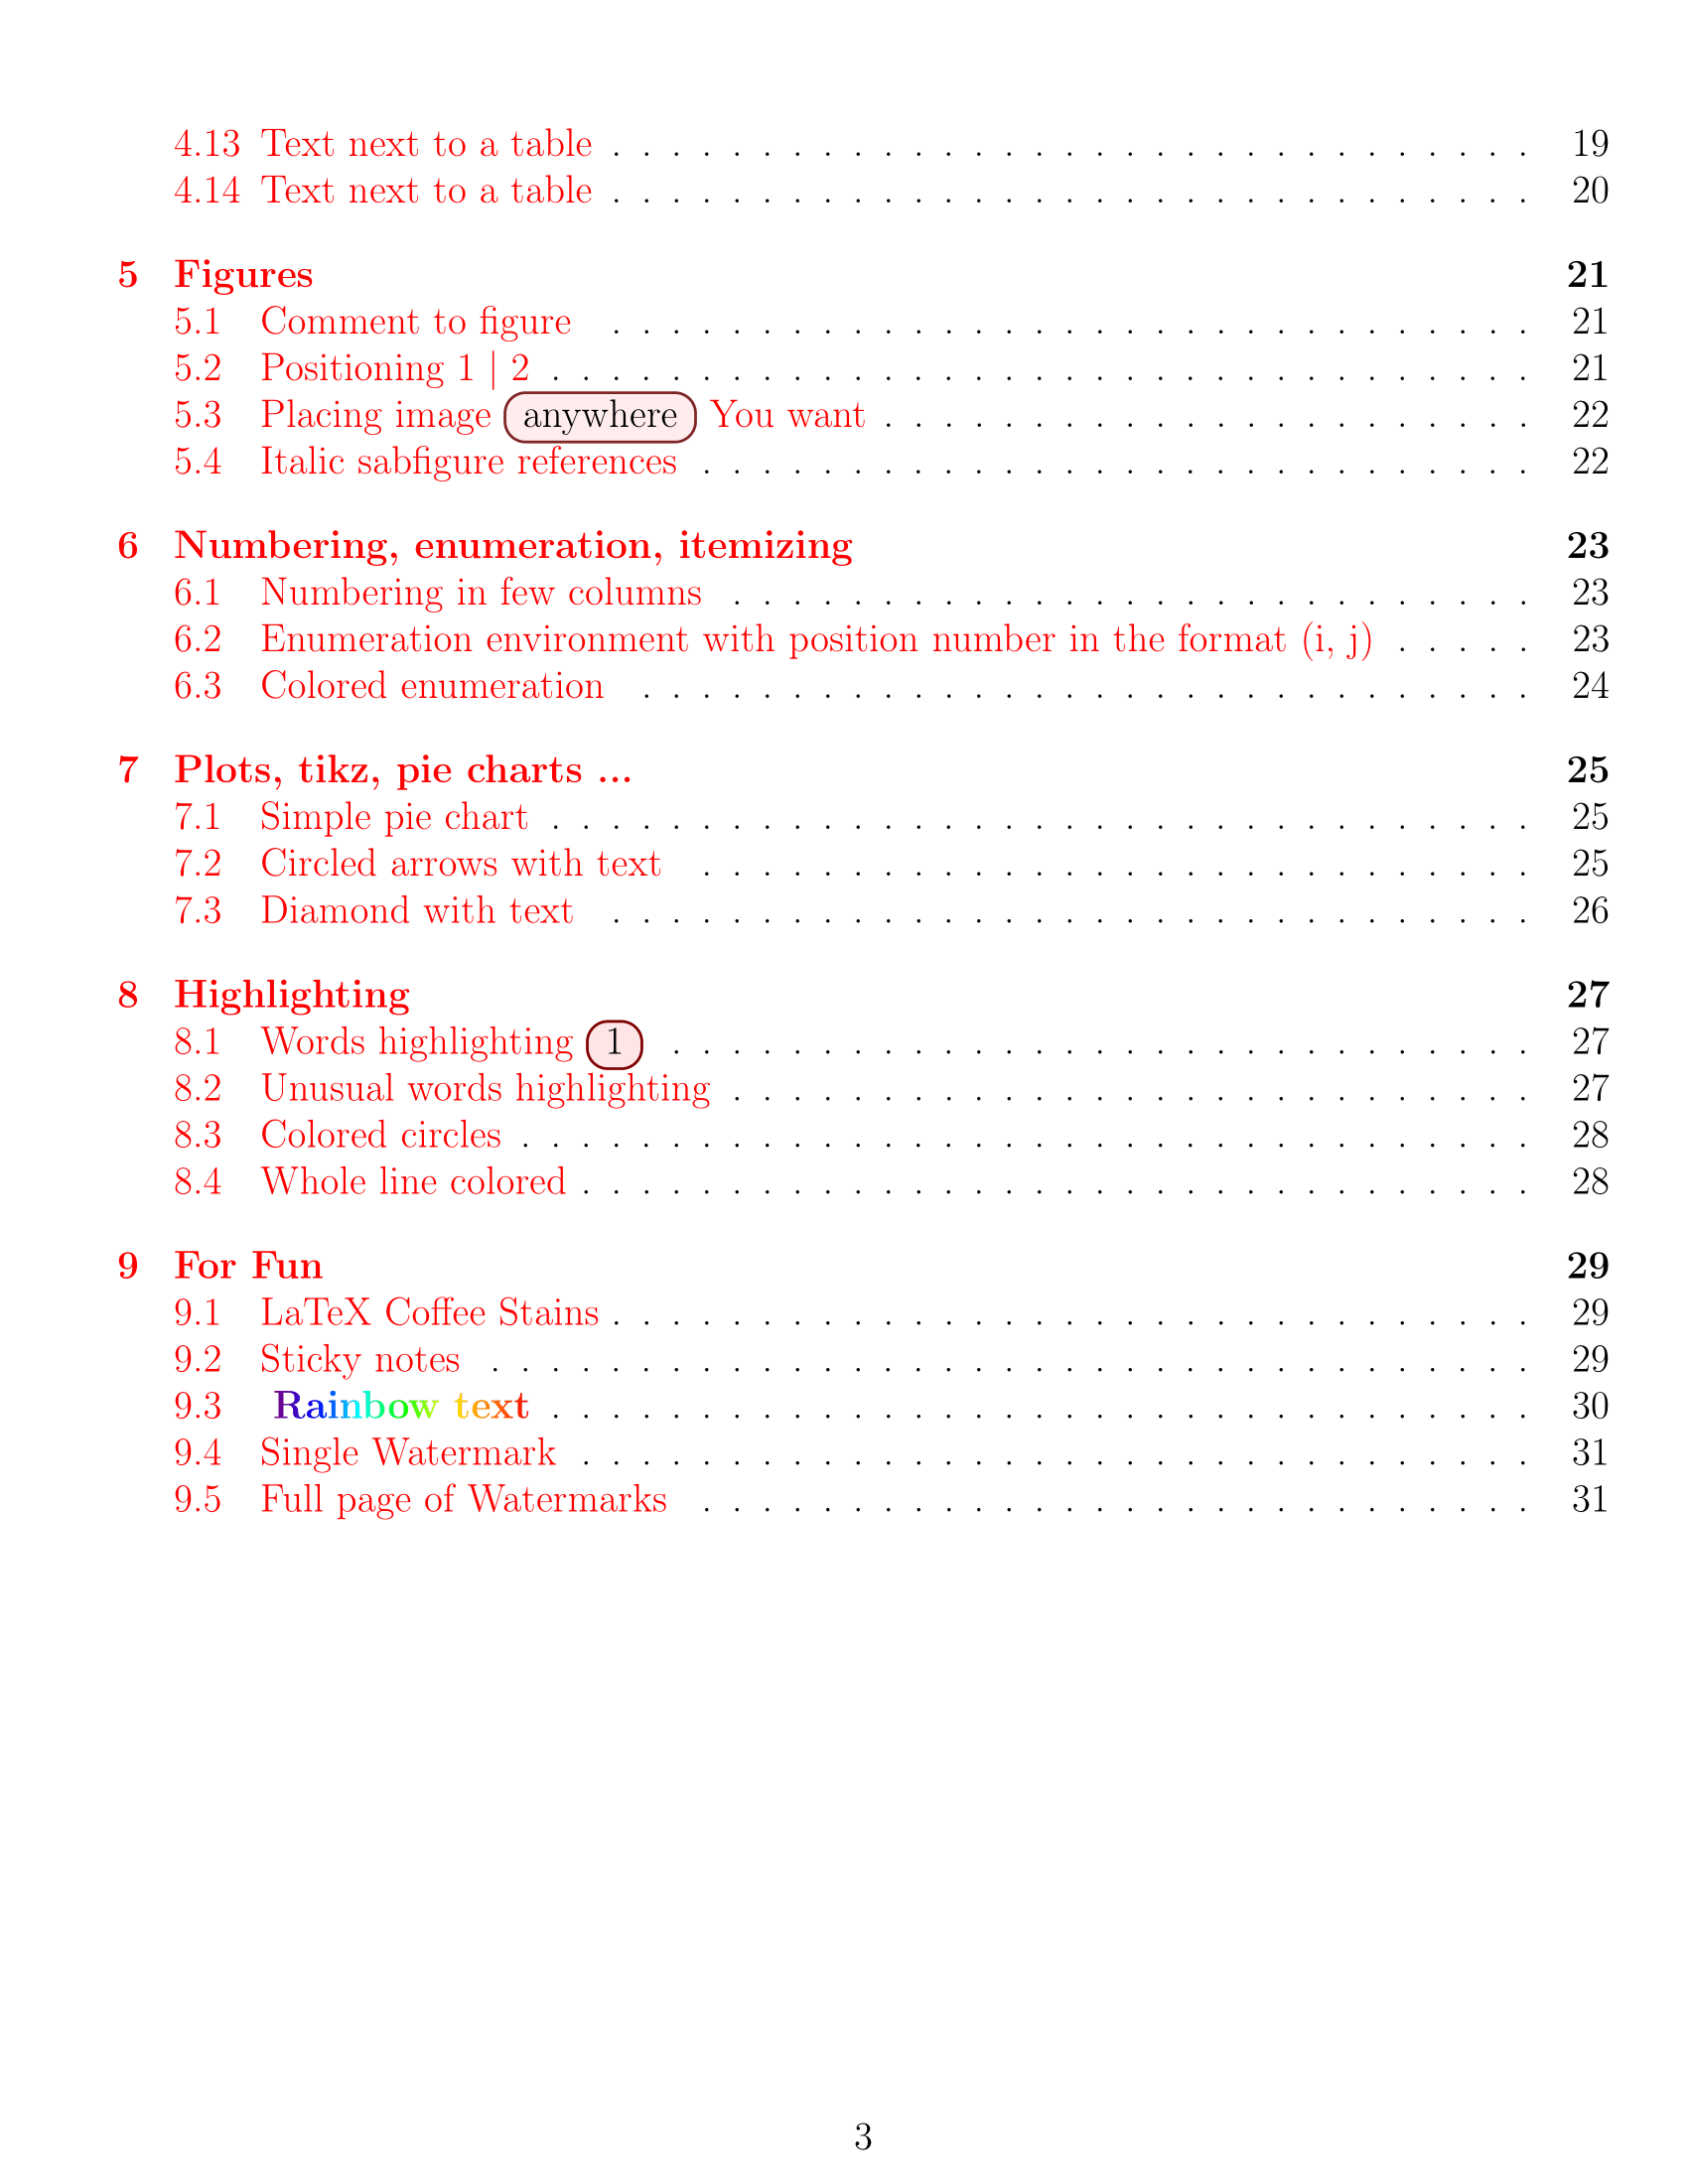 4.13 Text next to a table . . . . . . . . . . . . . . . . . . . . . . . . . . . . . . . 19
4.14 Text next to a table . . . . . . . . . . . . . . . . . . . . . . . . . . . . . . . 20
5 Figures 21
5.1 Comment to figure . . . . . . . . . . . . . . . . . . . . . . . . . . . . . . . 21
5.2 Positioning 1 | 2 . . . . . . . . . . . . . . . . . . . . . . . . . . . . . . . . . 21
5.3 Placing image anywhere You want . . . . . . . . . . . . . . . . . . . . . . 22
5.4 Italic sabfigure references . . . . . . . . . . . . . . . . . . . . . . . . . . . . 22
6 Numbering, enumeration, itemizing 23
6.1 Numbering in few columns . . . . . . . . . . . . . . . . . . . . . . . . . . . 23
6.2 Enumeration environment with position number in the format (i, j) . . . . . 23
6.3 Colored enumeration . . . . . . . . . . . . . . . . . . . . . . . . . . . . . . 24
7 Plots, tikz, pie charts ... 25
7.1 Simple pie chart . . . . . . . . . . . . . . . . . . . . . . . . . . . . . . . . . 25
7.2 Circled arrows with text . . . . . . . . . . . . . . . . . . . . . . . . . . . . 25
7.3 Diamond with text . . . . . . . . . . . . . . . . . . . . . . . . . . . . . . . 26
8 Highlighting 27
8.1 Words highlighting 1 . . . . . . . . . . . . . . . . . . . . . . . . . . . . . 27
8.2 Unusual words highlighting . . . . . . . . . . . . . . . . . . . . . . . . . . . 27
8.3 Colored circles . . . . . . . . . . . . . . . . . . . . . . . . . . . . . . . . . . 28
8.4 Whole line colored . . . . . . . . . . . . . . . . . . . . . . . . . . . . . . . . 28
9 For Fun 29
9.1 LaTeX Coffee Stains . . . . . . . . . . . . . . . . . . . . . . . . . . . . . . . 29
9.2 Sticky notes . . . . . . . . . . . . . . . . . . . . . . . . . . . . . . . . . . . 29
9.3 Rainbow text . . . . . . . . . . . . . . . . . . . . . . . . . . . . . . . . . 30
9.4 Single Watermark . . . . . . . . . . . . . . . . . . . . . . . . . . . . . . . . 31
9.5 Full page of Watermarks . . . . . . . . . . . . . . . . . . . . . . . . . . . . 31
3